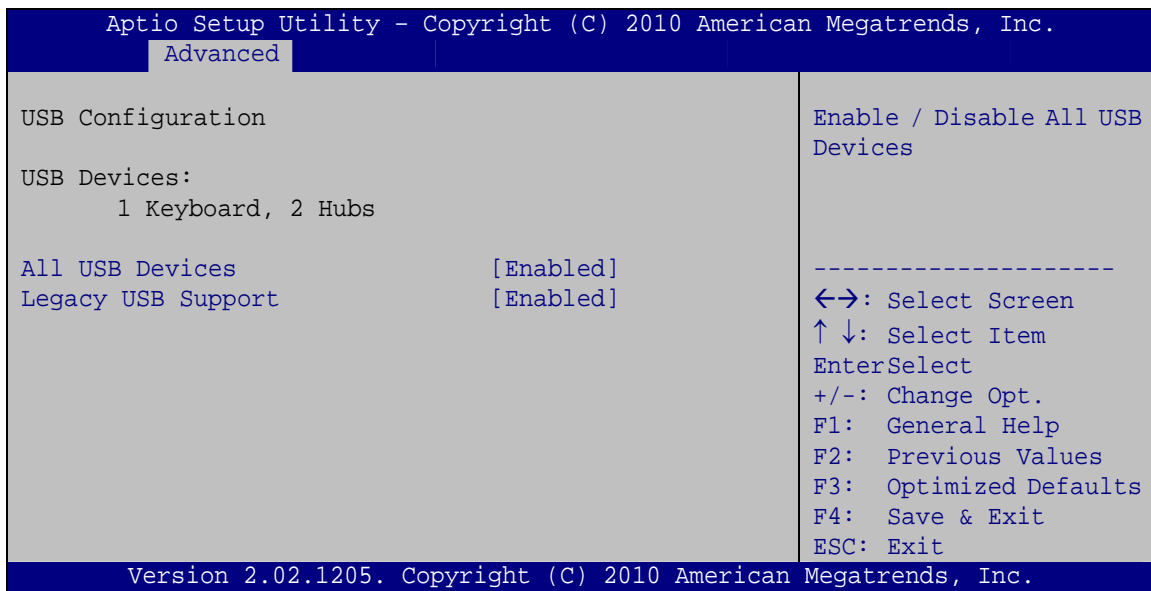 Aptio Setup Utility – Copyright (C) 2010 American Megatrends, Inc.
Advanced
USB Configuration
USB Devices:
1 Keyboard, 2 Hubs
All USB Devices [Enabled]
Legacy USB Support [Enabled]
Enable / Disable All USB
Devices
---------------------
←→: Select Screen
↑ ↓: Select Item
EnterSelect
+/-: Change Opt.
F1: General Help
F2: Previous Values
F3: Optimized Defaults
F4: Save & Exit
ESC: Exit
Version 2.02.1205. Copyright (C) 2010 American Megatrends, Inc.